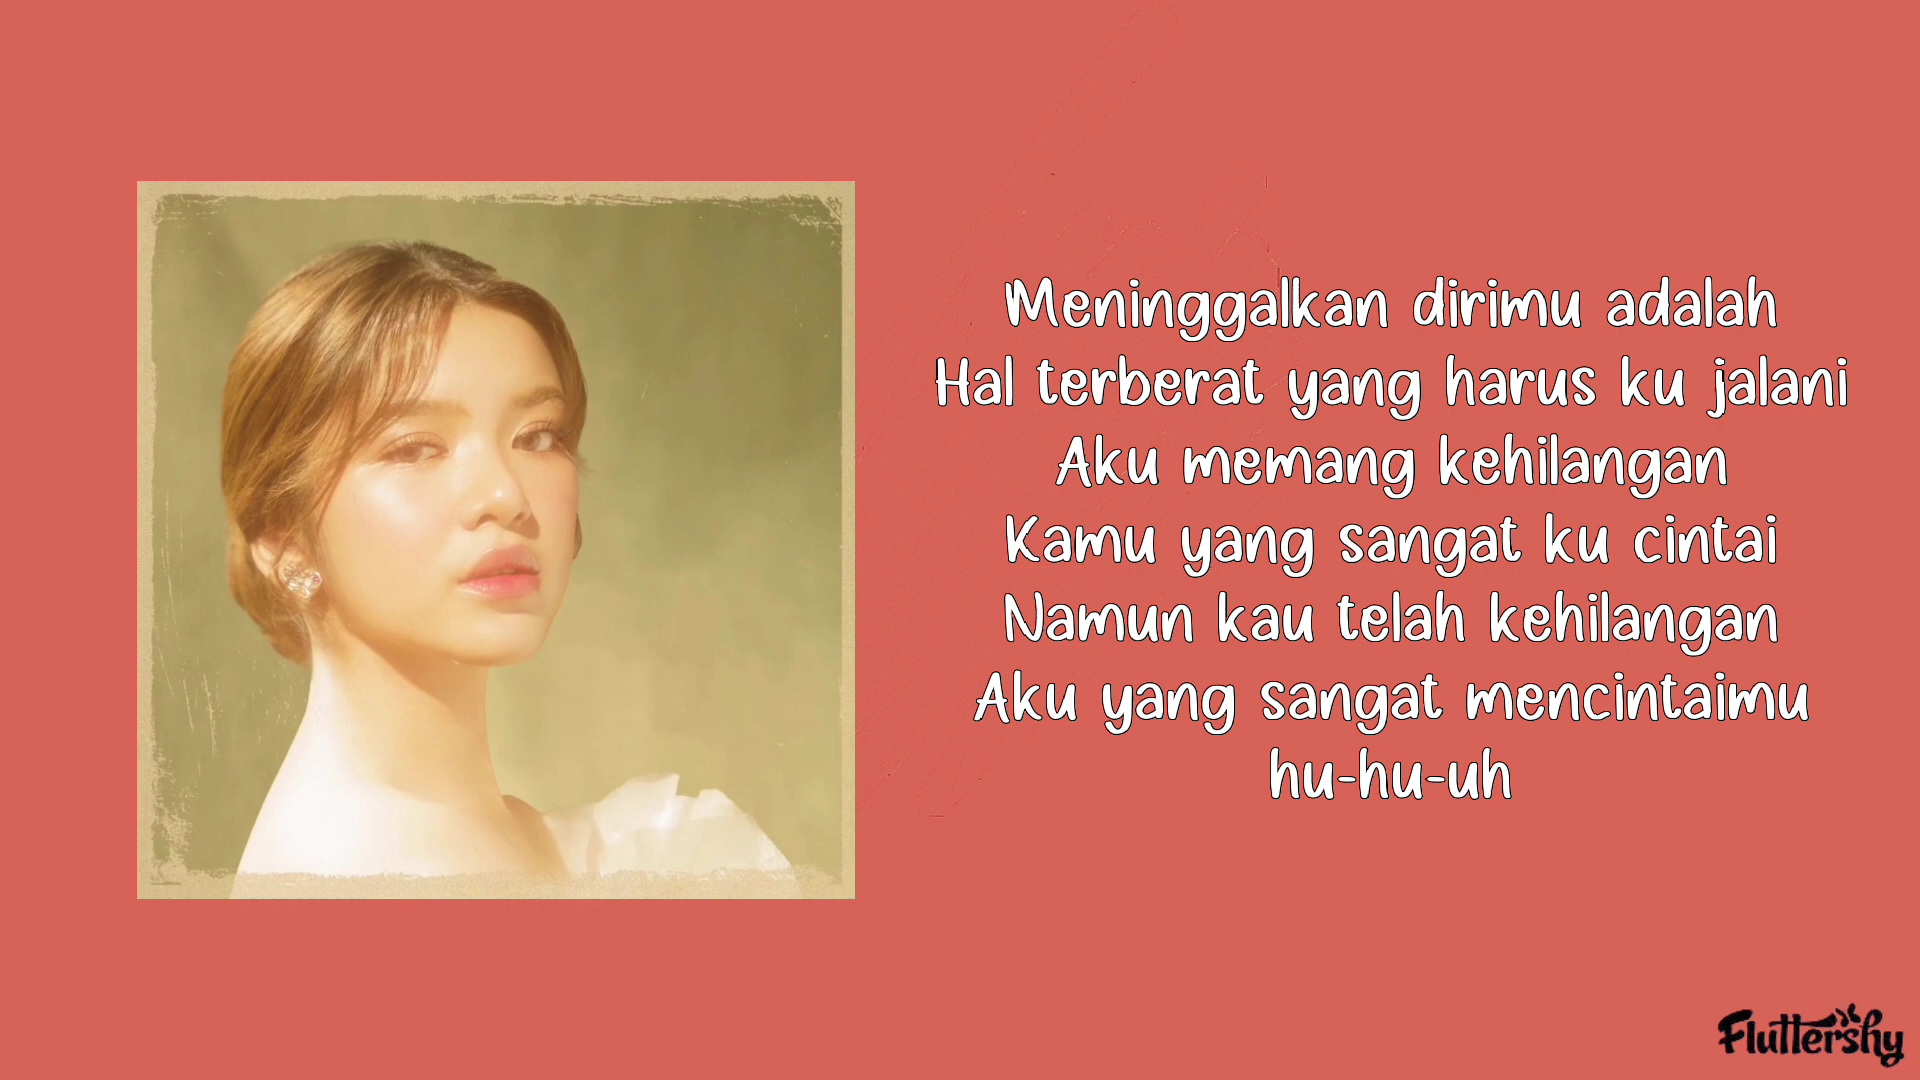 Meninggalkan dirimu adalah
Hal terberat yang harus ku jalani
Aku memang kehilangan
Kamu yang sangat ku cintai
Namun kau telah kehilangan
Aku yang sangat mencintaimu
hu-hu-uh
Fluttershy